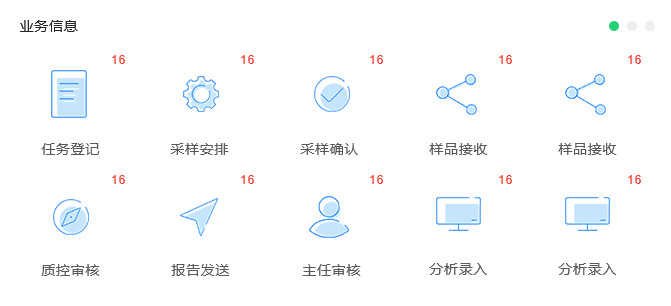 业务信息
16 16 16 16 16
任务登记 采样安排 采样确认 样品接收 样品接收
16 16 16 16 16
质控审核 报告发送 主任审核 分析录入 分析录入